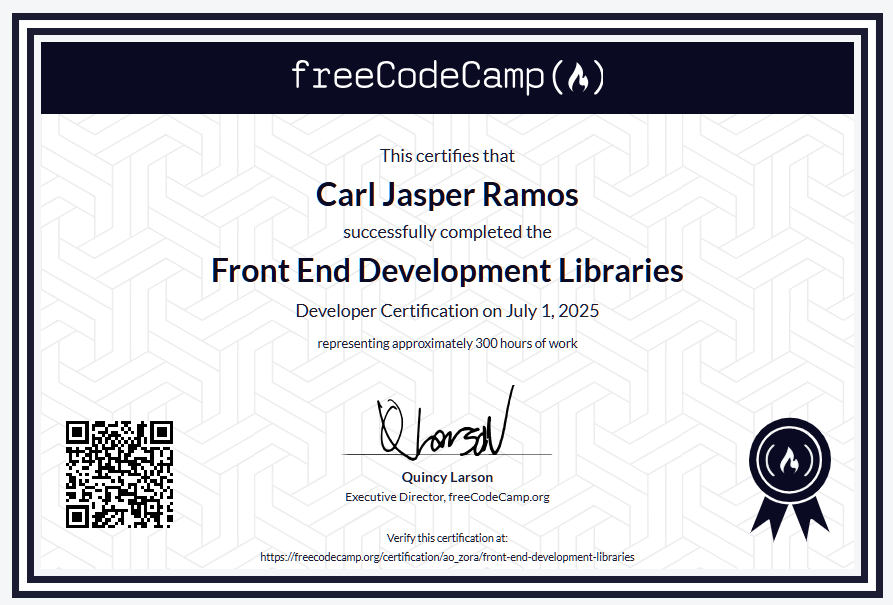 freeCodeCamp(🔥)
This certifies that
Carl Jasper Ramos
successfully completed the
Front End Development Libraries
Developer Certification on July 1, 2025
representing approximately 300 hours of work
QLarson
Quincy Larson
Executive Director, freeCodeCamp.org
Verify this certification at:
https://freecodecamp.org/certification/ao_zora/front-end-development-libraries